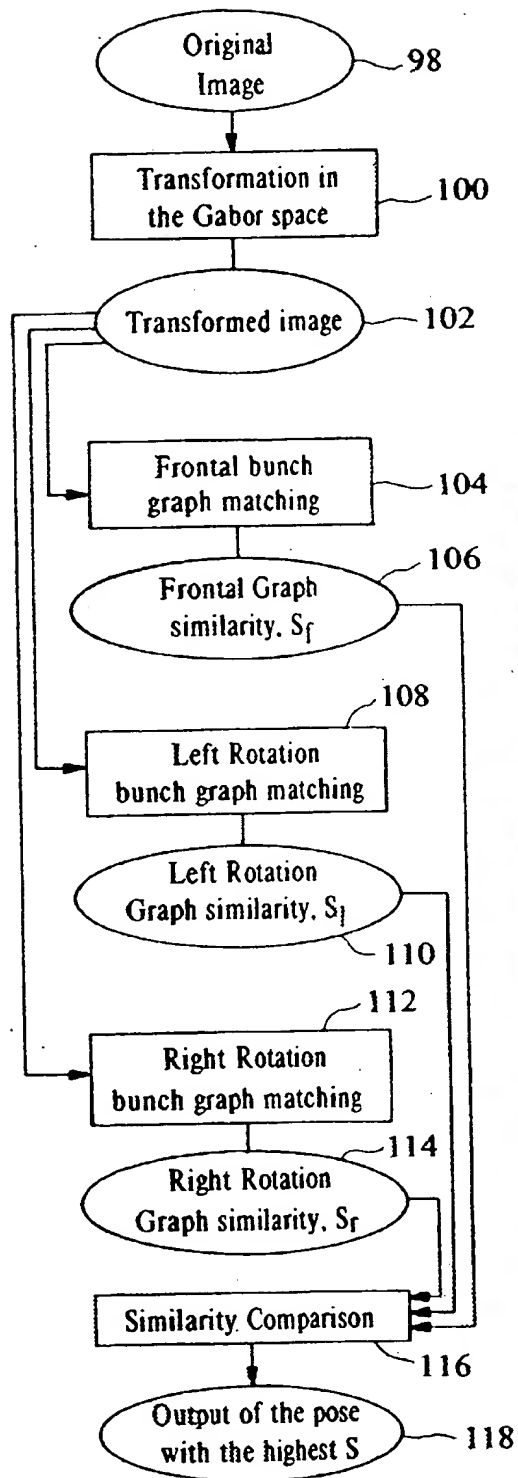 Original
Image
98
Transformation in
the Gabor space
100
Transformed image
102
Frontal bunch
graph matching
104
106
Frontal Graph
similarity, Sf
108
Left Rotation
bunch graph matching
Left Rotation
Graph similarity, Sl
110
112
Right Rotation
bunch graph matching
114
Right Rotation
Graph similarity, Sr
Similarity Comparison
116
Output of the pose
with the highest S
118